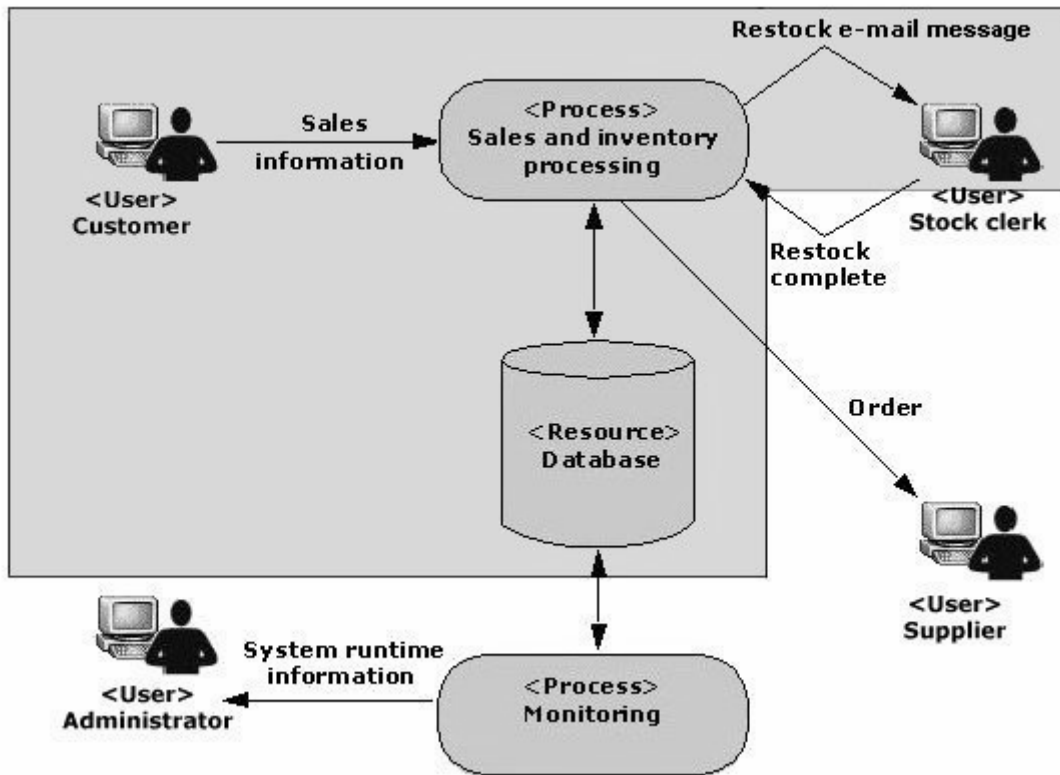 Restock e-mail message
<Process>
Sales and inventory
processing
Sales
information
<User>
Customer
<User>
Stock clerk
Restock
complete
Order
<Resource>
Database
<User>
Supplier
System runtime
information
<User>
Administrator
<Process>
Monitoring